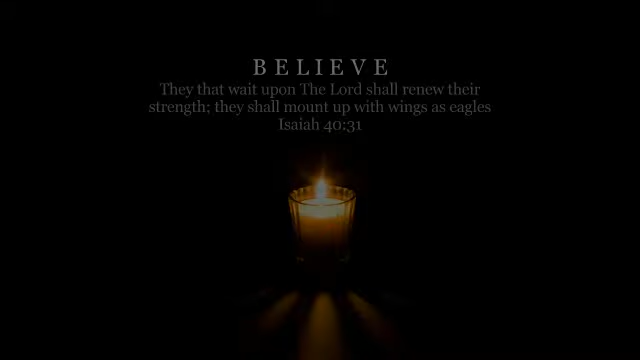 BELIEVE
They that wait upon The Lord shall renew their
strength; they shall mount up with wings as eagles
Isaiah 40:31